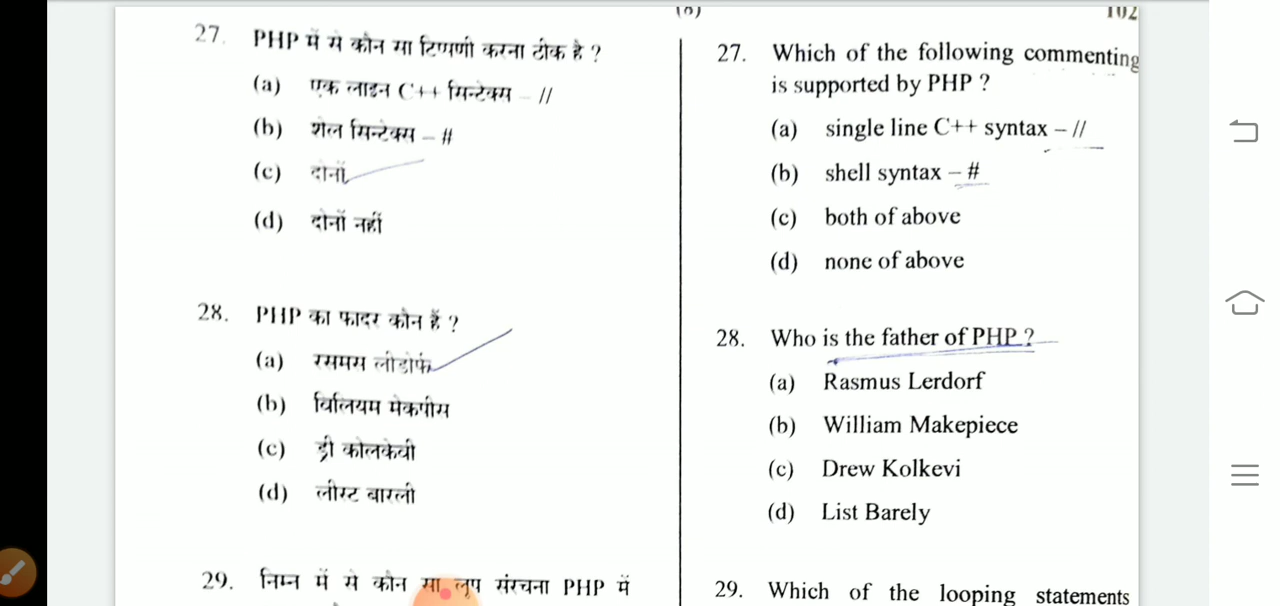 27. PHP में से कौन सा टिप्पणी करना ठीक है ?
(a) एक लाइन C++ सिन्टेक्स – //
(b) शेल सिन्टेक्स – #
(c) दोनों
(d) दोनों नहीं
28. PHP का फादर कौन हैं ?
(a) रसमस लीडोर्फ
(b) विलियम मेकपीस
(c) ड्री कोलकेवी
(d) लीस्ट बारली
29. निम्न में से कौन सा लूप संरचना PHP में
102
27. Which of the following commenting
is supported by PHP ?
(a) single line C++ syntax – //
(b) shell syntax – #
(c) both of above
(d) none of above
28. Who is the father of PHP ?
(a) Rasmus Lerdorf
(b) William Makepiece
(c) Drew Kolkevi
(d) List Barely
29. Which of the looping statements